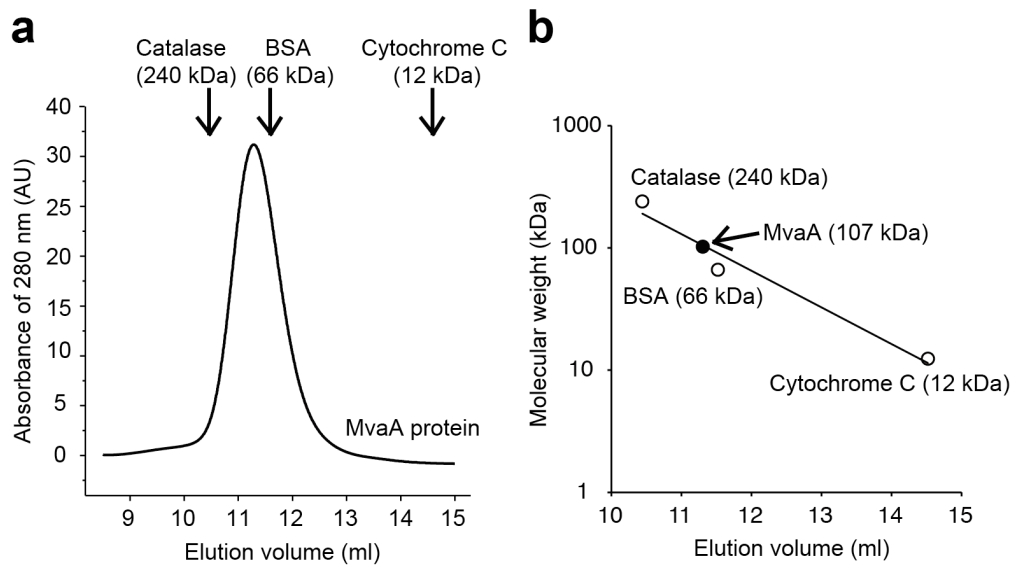 a
Catalase
(240 kDa)
BSA
(66 kDa)
Cytochrome C
(12 kDa)
Absorbance of 280 nm (AU)
40
30
25
20
15
10
5
0
MvaA protein
9 10 11 12 13 14 15
Elution volume (ml)
b
Molecular weight (kDa)
1000
100
10
1
Catalase (240 kDa)
MvaA (107 kDa)
BSA (66 kDa)
Cytochrome C (12 kDa)
10 11 12 13 14 15
Elution volume (ml)